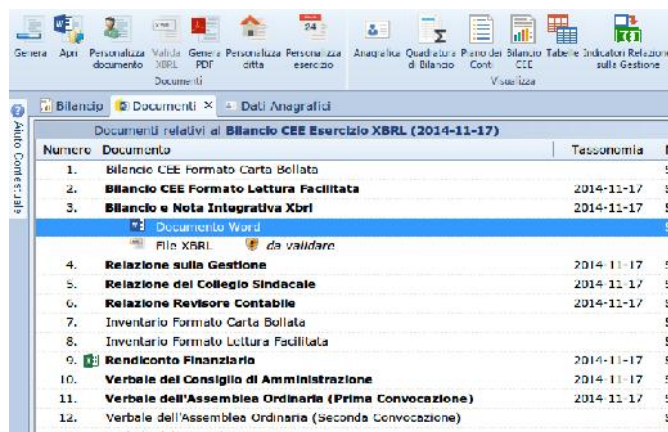 Genera Apri Personalizza documento Valida XBRL Genera PDF Personalizza ditta Personalizza esercizio Anagrafica Quadratura di Bilancio Piano dei Conti Bilancio CEE Tabelle Indicatori Relazione sulla Gestione
Documenti Visualizza
Aiuto Contestuale
Bilancio Documenti × Dati Anagrafici
Documenti relativi al Bilancio CEE Esercizio XBRL (2014-11-17)
Numero Documento Tassonomia
1. Bilancio CEE Formato Carta Bollata
2. Bilancio CEE Formato Lettura Facilitata 2014-11-17
3. Bilancio e Nota Integrativa Xbrl 2014-11-17
Documento Word
File XBRL da validare
4. Relazione sulla Gestione 2014-11-17
5. Relazione del Collegio Sindacale 2014-11-17
6. Relazione Revisore Contabile 2014-11-17
7. Inventario Formato Carta Bollata
8. Inventario Formato Lettura Facilitata
9. Rendiconto Finanziario 2014-11-17
10. Verbale del Consiglio di Amministrazione 2014-11-17
11. Verbale dell'Assemblea Ordinaria (Prima Convocazione) 2014-11-17
12. Verbale dell'Assemblea Ordinaria (Seconda Convocazione)